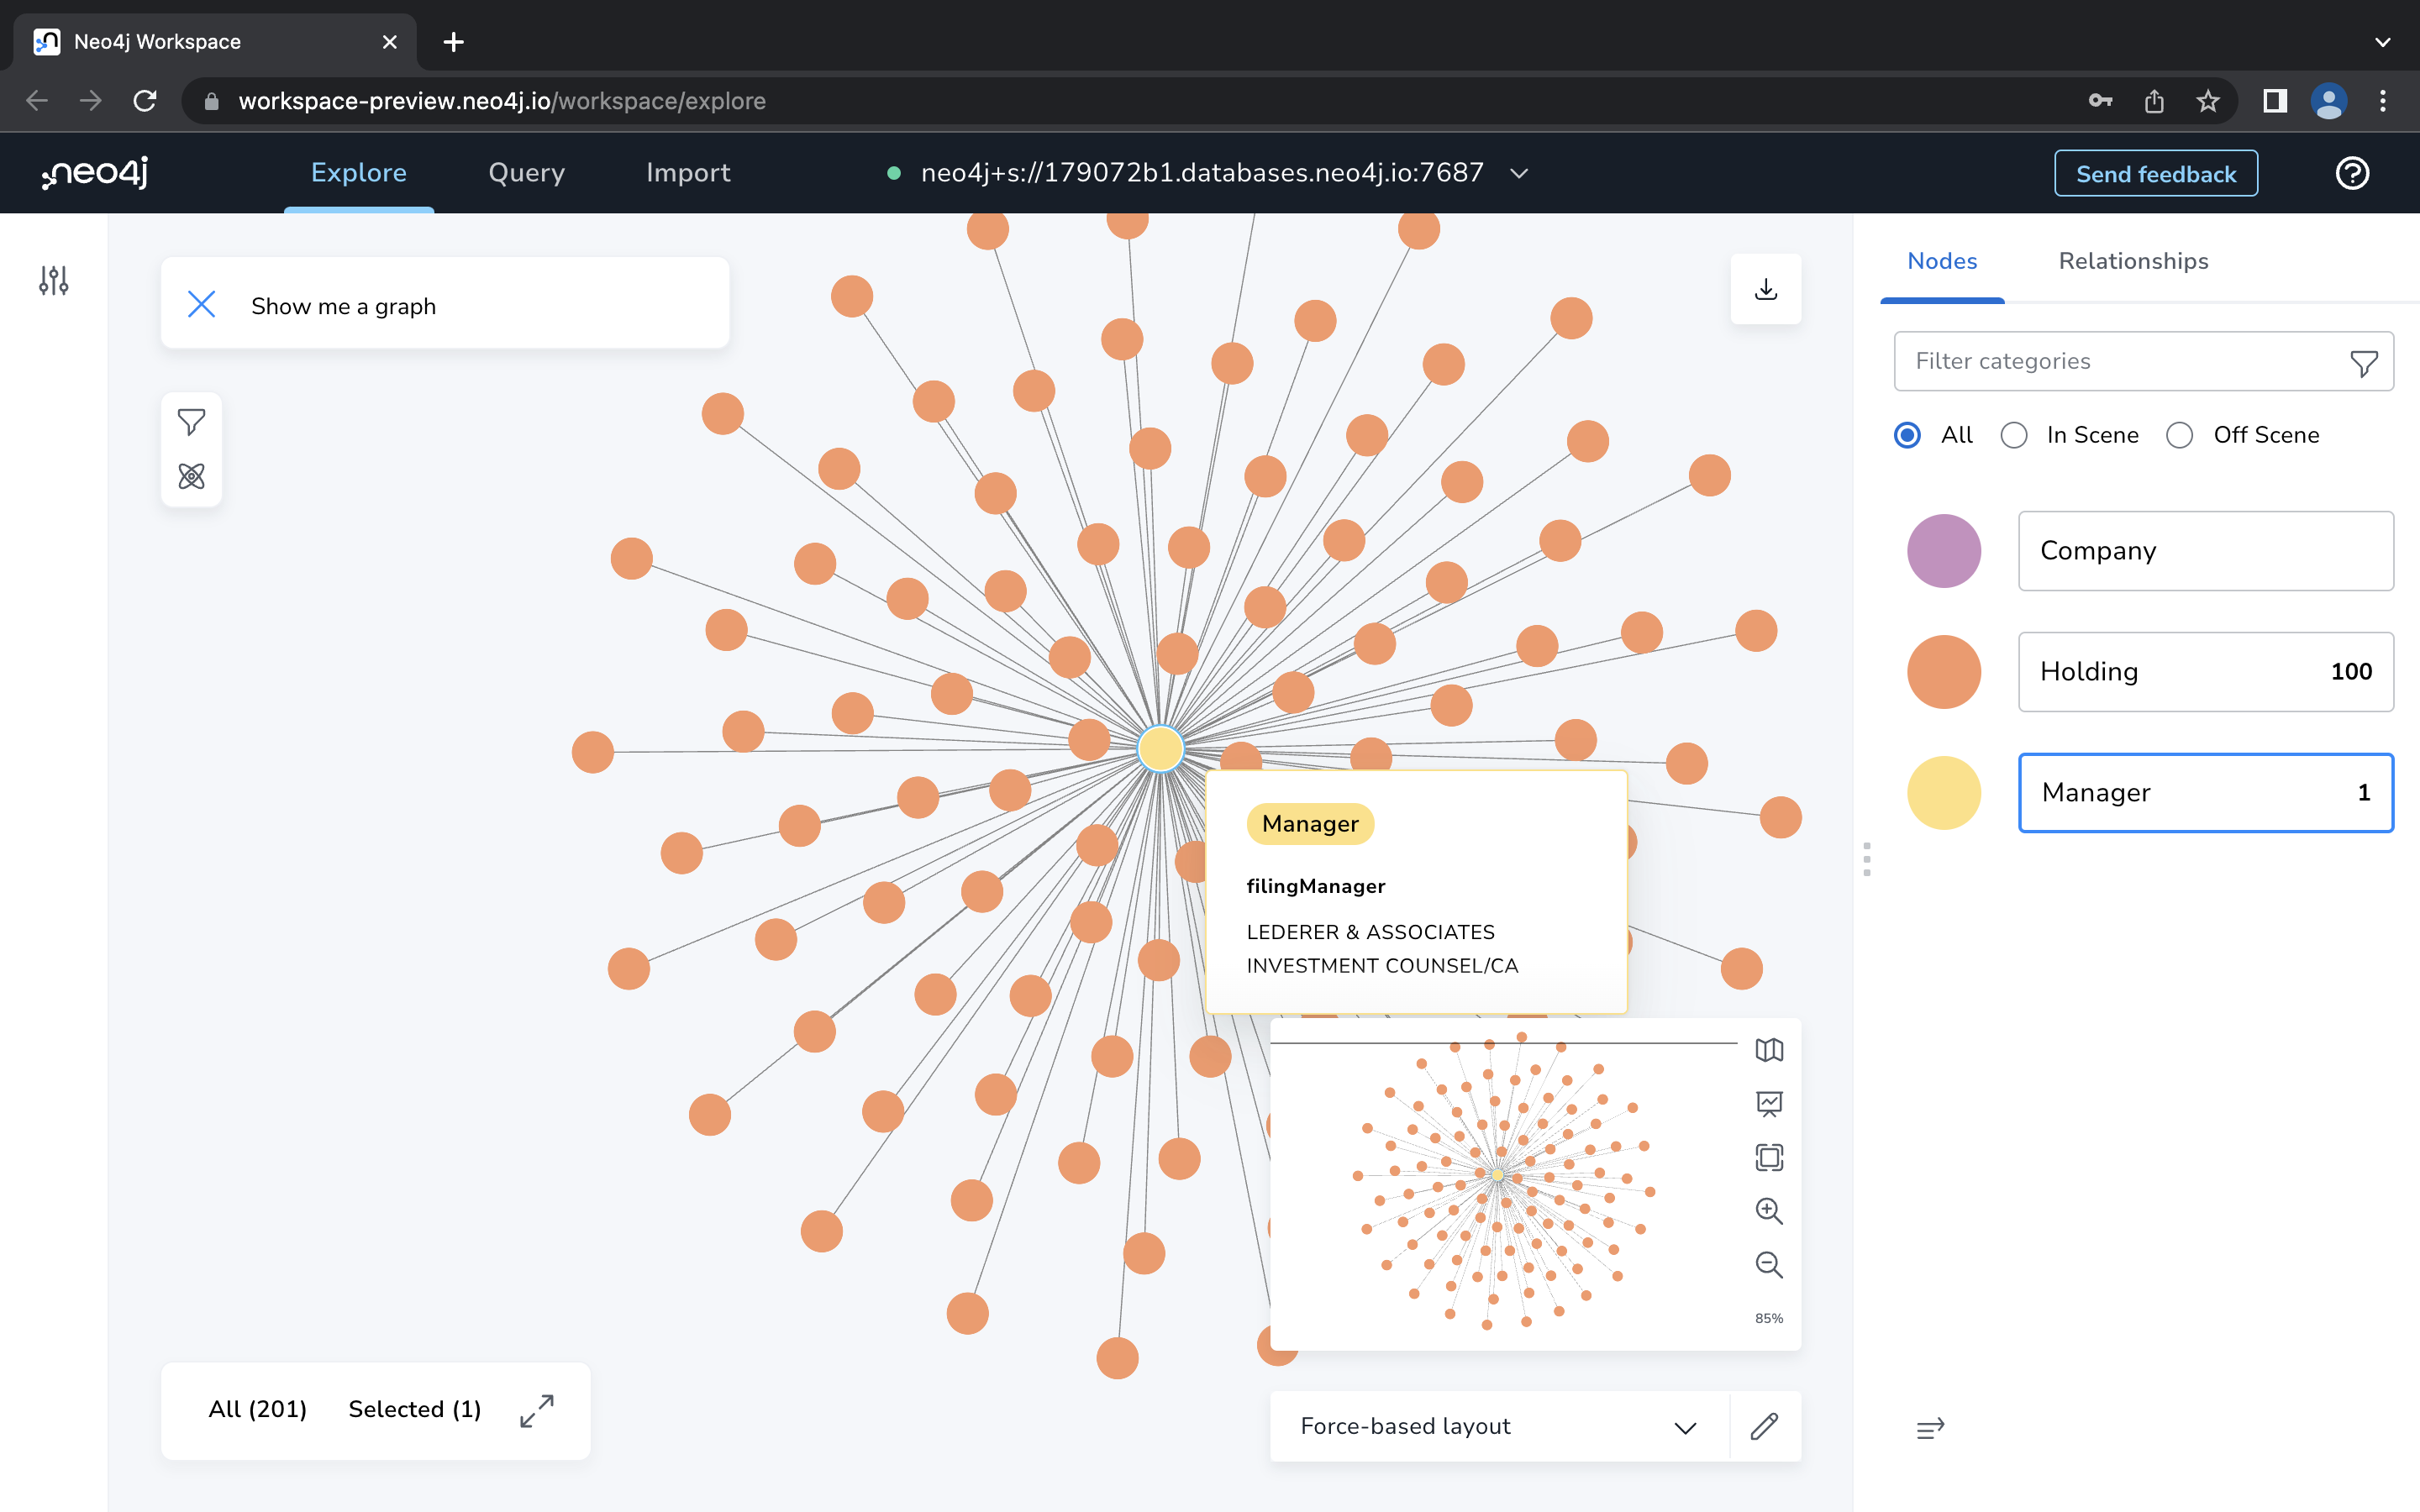 Neo4j Workspace
workspace-preview.neo4j.io/workspace/explore
neo4j
Explore
Query
Import
neo4j+s://179072b1.databases.neo4j.io:7687
Send feedback
Show me a graph
Nodes
Relationships
Filter categories
All
In Scene
Off Scene
Company
Holding 100
Manager 1
Manager
filingManager
LEDERER & ASSOCIATES
INVESTMENT COUNSEL/CA
85%
All (201)
Selected (1)
Force-based layout